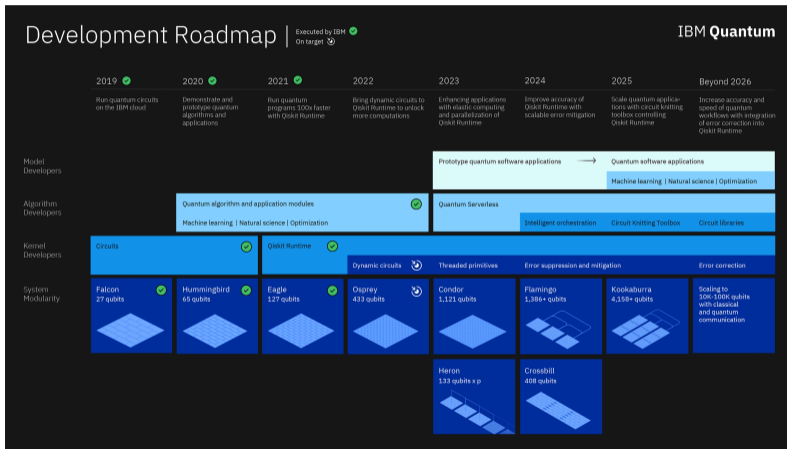 Development Roadmap |
Executed by IBM
On target
IBM Quantum
2019
2020
2021
2022
2023
2024
2025
Beyond 2026
Run quantum circuits
on the IBM cloud
Demonstrate and
prototype quantum
algorithms and
applications
Run quantum
programs 100x faster
with Qiskit Runtime
Bring dynamic circuits to
Qiskit Runtime to unlock
more computations
Enhancing applications
with elastic computing
and parallelization of
Qiskit Runtime
Improve accuracy of
Qiskit Runtime with
scalable error mitigation
Scale quantum applica-
tions with circuit knitting
toolbox controlling
Qiskit Runtime
Increase accuracy and
speed of quantum
workflows with integration
of error correction into
Qiskit Runtime
Model
Developers
Prototype quantum software applications
Quantum software applications
Machine learning | Natural science | Optimization
Algorithm
Developers
Quantum algorithm and application modules
Machine learning | Natural science | Optimization
Quantum Serverless
Intelligent orchestration
Circuit Knitting Toolbox
Circuit libraries
Kernel
Developers
Circuits
Qiskit Runtime
Dynamic circuits
Threaded primitives
Error suppression and mitigation
Error correction
System
Modularity
Falcon
27 qubits
Hummingbird
65 qubits
Eagle
127 qubits
Osprey
433 qubits
Condor
1,121 qubits
Flamingo
1,386+ qubits
Kookaburra
4,158+ qubits
Scaling to
10K-100K qubits
with classical
and quantum
communication
Heron
133 qubits x p
Crossbill
408 qubits